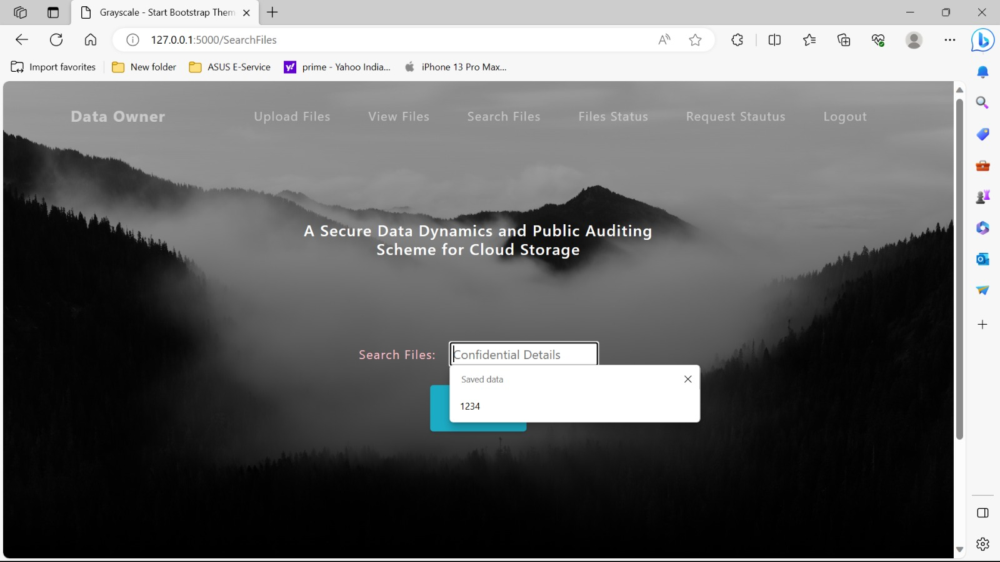 Grayscale - Start Bootstrap Them
127.0.0.1:5000/SearchFiles
Import favorites
New folder
ASUS E-Service
prime - Yahoo India...
iPhone 13 Pro Max...
Data Owner
Upload Files
View Files
Search Files
Files Status
Request Stautus
Logout
A Secure Data Dynamics and Public Auditing
Scheme for Cloud Storage
Search Files:
Confidential Details
Saved data
1234